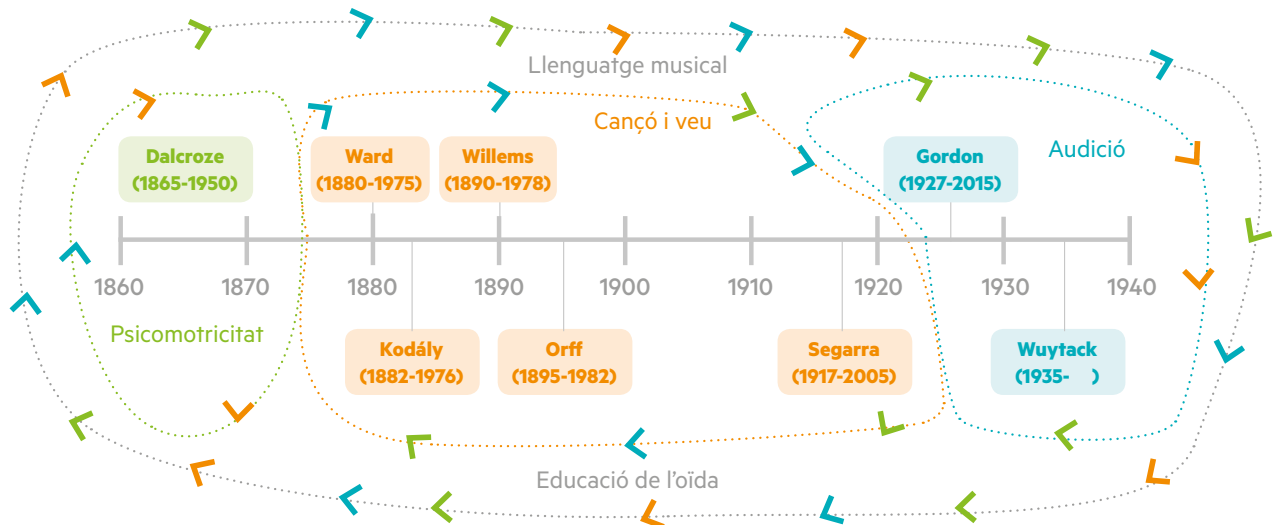 Llenguatge musical
Cançó i veu
Audició
Dalcroze
(1865-1950)
Ward
(1880-1975)
Willems
(1890-1978)
Gordon
(1927-2015)
1860
1870
1880
1890
1900
1910
1920
1930
1940
Psicomotricitat
Kodály
(1882-1976)
Orff
(1895-1982)
Segarra
(1917-2005)
Wuytack
(1935- )
Educació de l’oïda